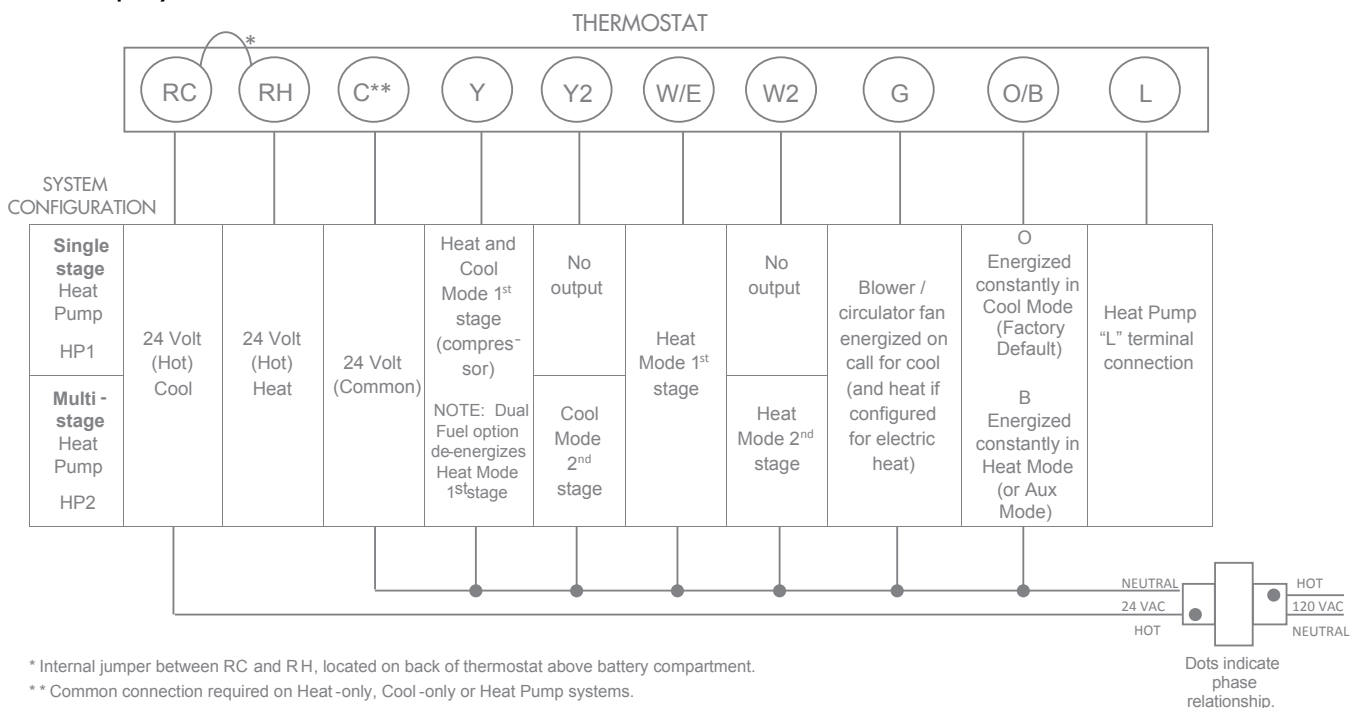 THERMOSTAT
*
RC
RH
C**
Y
Y2
W/E
W2
G
O/B
L
SYSTEM
CONFIGURATION
Single
stage
Heat
Pump
HP1
Multi -
stage
Heat
Pump
HP2
24 Volt
(Hot)
Cool
24 Volt
(Hot)
Heat
24 Volt
(Common)
Heat and
Cool
Mode 1st
stage
(compres-
sor)
NOTE: Dual
Fuel option
de-energizes
Heat Mode
1st stage
No
output
Cool
Mode
2nd
stage
Heat
Mode 1st
stage
No
output
Heat
Mode 2nd
stage
Blower /
circulator fan
energized on
call for cool
(and heat if
configured
for electric
heat)
O
Energized
constantly in
Cool Mode
(Factory
Default)
B
Energized
constantly in
Heat Mode
(or Aux
Mode)
Heat Pump
“L” terminal
connection
NEUTRAL
24 VAC
HOT
HOT
120 VAC
NEUTRAL
Dots indicate
phase
relationship.
* Internal jumper between RC and RH, located on back of thermostat above battery compartment.
** Common connection required on Heat-only, Cool-only or Heat Pump systems.